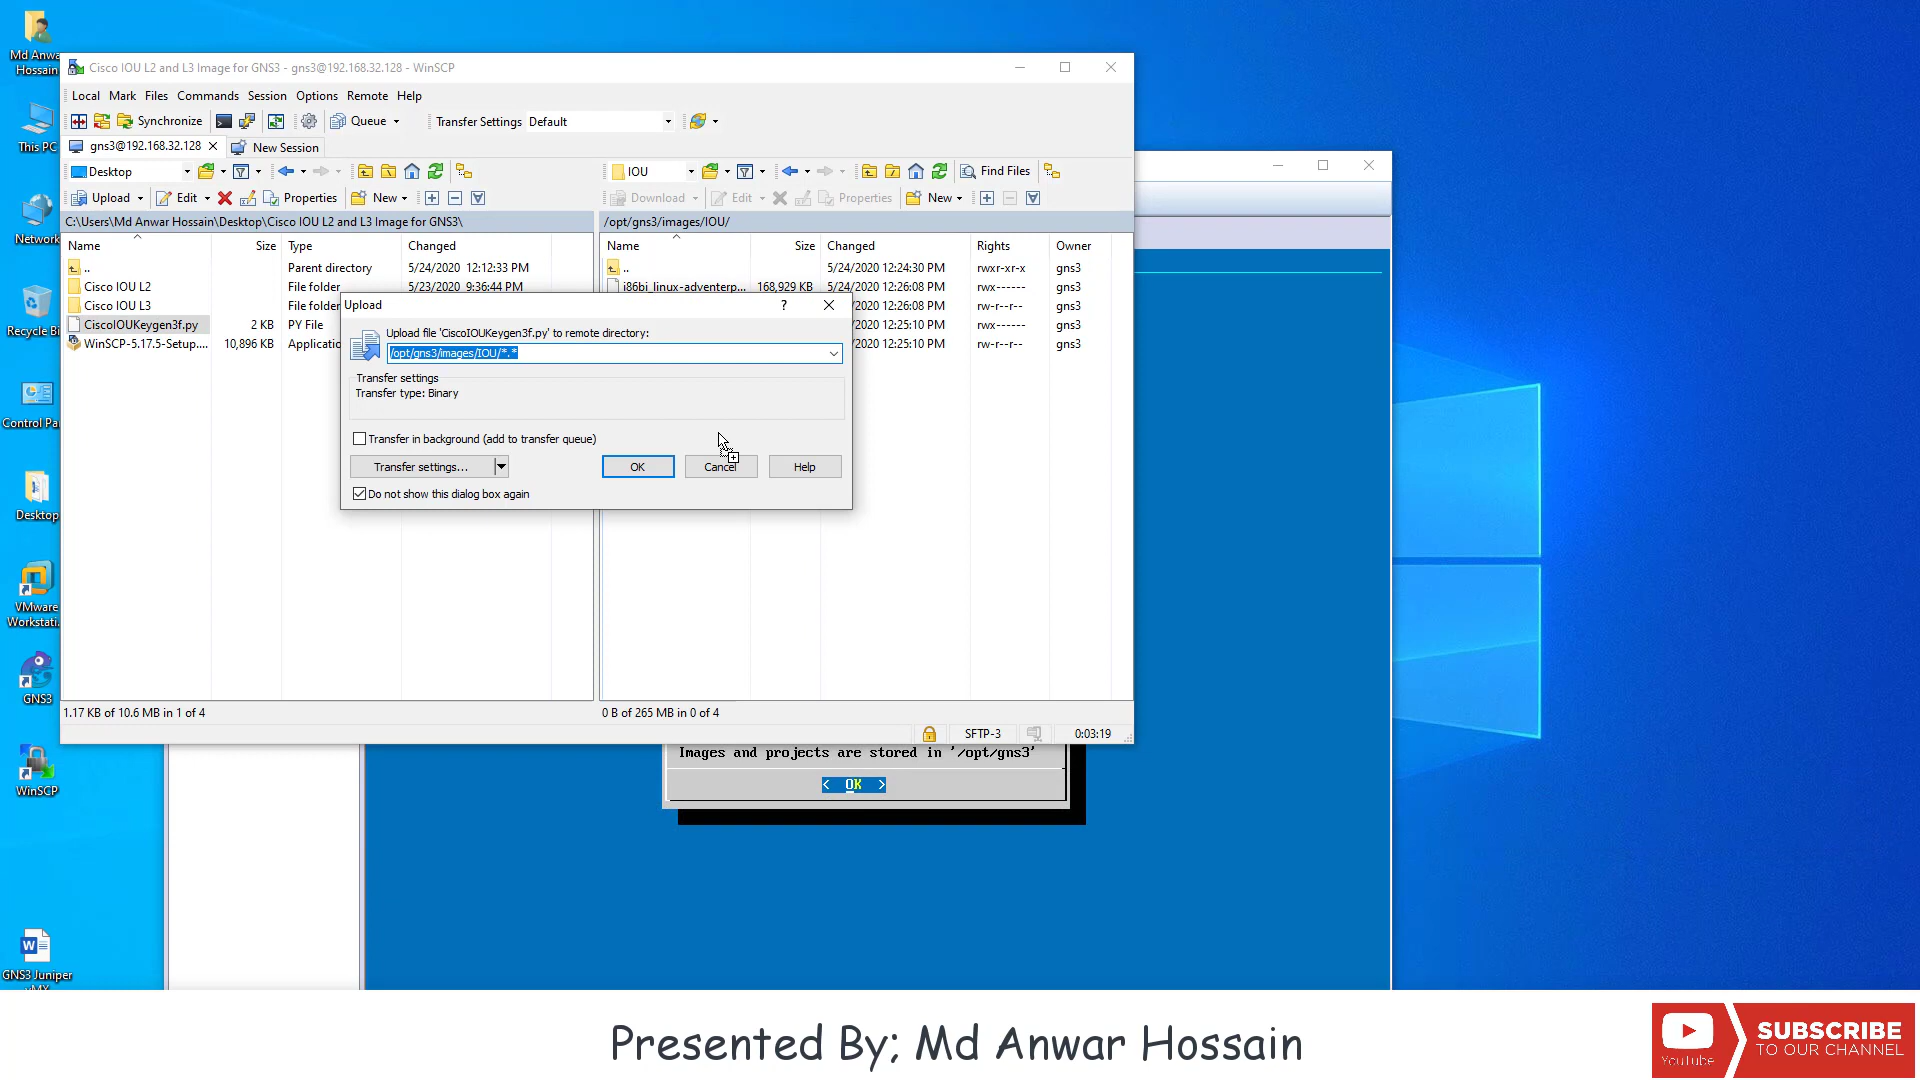 Md Anwa
Hossain
This PC
Network
Recycle Bi
Control Pa
Desktop
VMware
Workstati.
GNS3
WinSCP
GNS3 Juniper
Cisco IOU L2 and L3 Image for GNS3 - gns3@192.168.32.128 - WinSCP
Local Mark Files Commands Session Options Remote Help
Synchronize Queue Transfer Settings Default
gns3@192.168.32.128 New Session
Desktop
Upload Edit Properties New
C:\Users\Md Anwar Hossain\Desktop\Cisco IOU L2 and L3 Image for GNS3\
Name Size Type Changed
.. Parent directory 5/24/2020 12:12:33 PM
Cisco IOU L2 File folder 5/23/2020 9:36:44 PM
Cisco IOU L3 File folder
CiscoIOUKeygen3f.py 2 KB PY File
WinSCP-5.17.5-Setup.... 10,896 KB Applicatio
1.17 KB of 10.6 MB in 1 of 4
IOU Find Files
Download Edit Properties New
/opt/gns3/images/IOU/
Name Size Changed Rights Owner
.. 5/24/2020 12:24:30 PM rwxr-xr-x gns3
i86bi_linux-adventerp... 168,929 KB 5/24/2020 12:26:08 PM rwx------ gns3
5/24/2020 12:26:08 PM rw-r--r-- gns3
5/24/2020 12:25:10 PM rwx------ gns3
5/24/2020 12:25:10 PM rw-r--r-- gns3
0 B of 265 MB in 0 of 4
SFTP-3 0:03:19
Upload ?
Upload file 'CiscoIOUKeygen3f.py' to remote directory:
/opt/gns3/images/IOU/*.*
Transfer settings
Transfer type: Binary
Transfer in background (add to transfer queue)
Transfer settings... OK Cancel Help
Do not show this dialog box again
Images and projects are stored in '/opt/gns3'
< OK >
Presented By; Md Anwar Hossain
YouTube
SUBSCRIBE
TO OUR CHANNEL